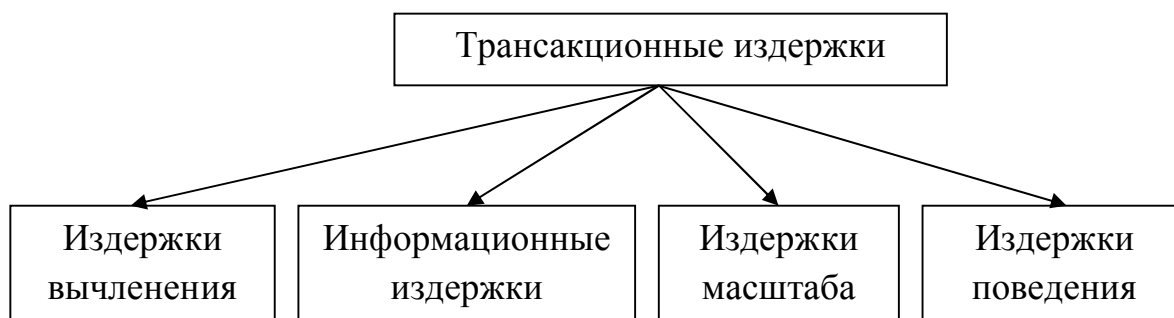 Трансакционные издержки
Издержки
вычленения
Информационные
издержки
Издержки
масштаба
Издержки
поведения